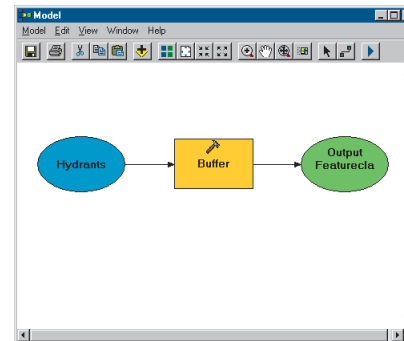 Model
Model Edit View Window Help
Hydrants
Buffer
Output
Featurecla